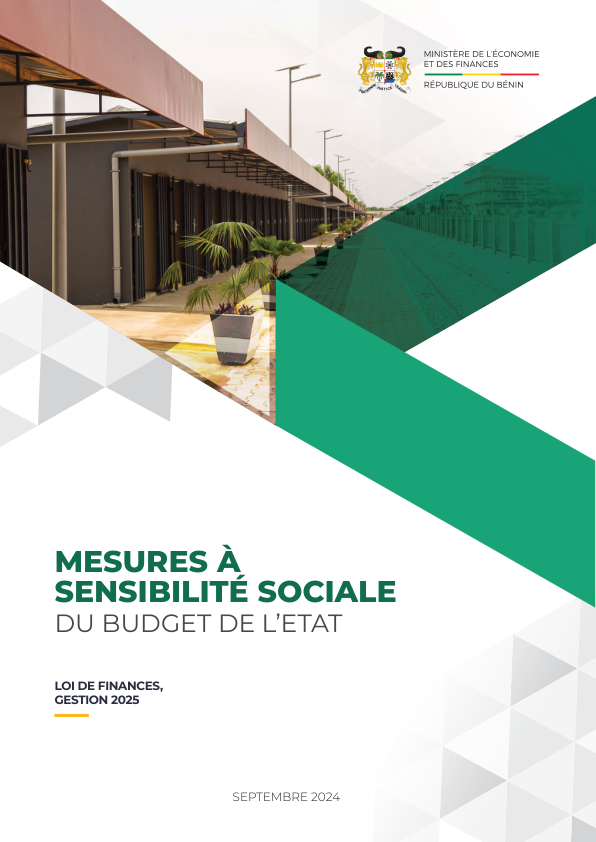 MINISTÈRE DE L'ÉCONOMIE
ET DES FINANCES
RÉPUBLIQUE DU BÉNIN
MESURES À
SENSIBILITÉ SOCIALE
DU BUDGET DE L'ETAT
LOI DE FINANCES,
GESTION 2025
SEPTEMBRE 2024